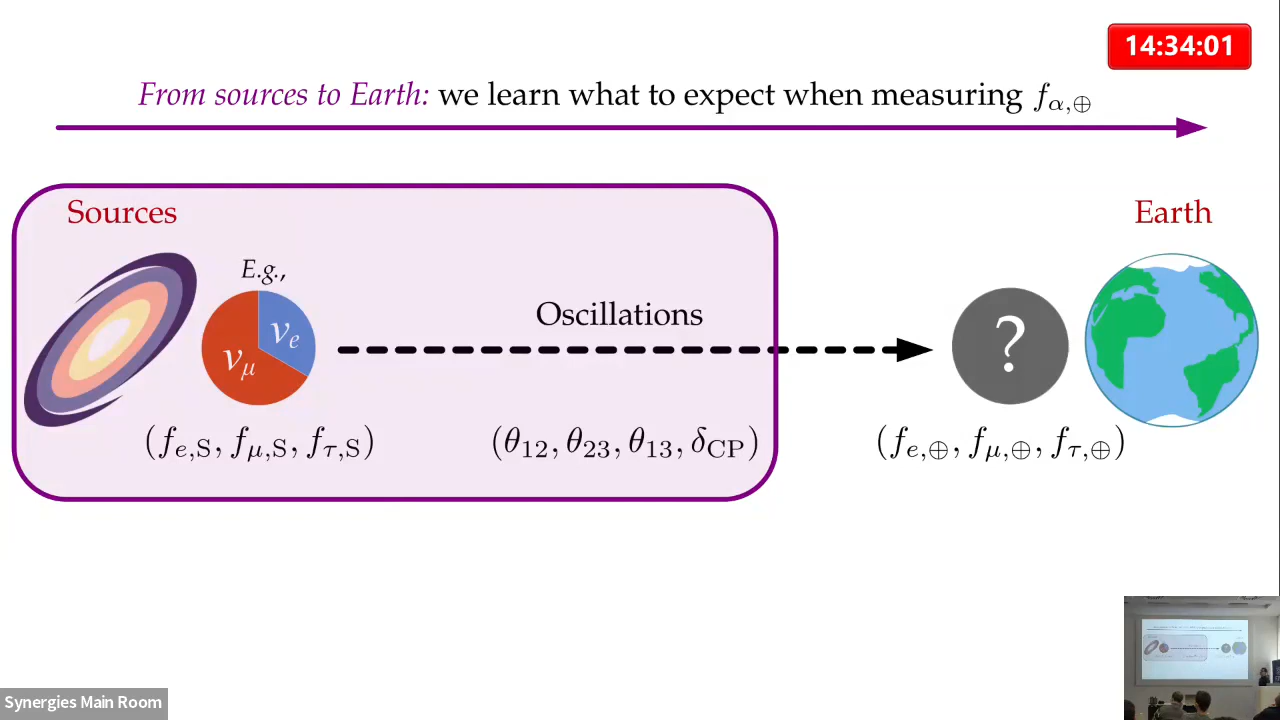 14:34:01
From sources to Earth: we learn what to expect when measuring f_{α,⊕}
Sources
Earth
E.g.,
ν_e
ν_μ
Oscillations
?
(f_{e,S}, f_{μ,S}, f_{τ,S})
(θ_{12}, θ_{23}, θ_{13}, δ_{CP})
(f_{e,⊕}, f_{μ,⊕}, f_{τ,⊕})
Synergies Main Room